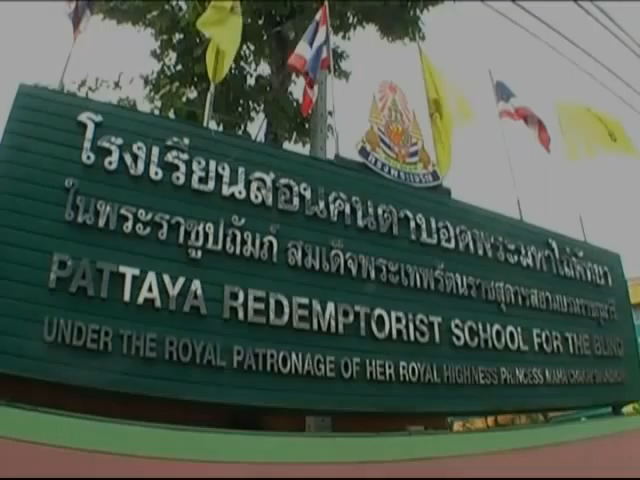 โรงเรียนสอนคนตาบอดพระมหาไถ่พัทยา
ในพระราชูปถัมภ์ สมเด็จพระเทพรัตนราชสุดาฯสยามบรมราชกุมารี
PATTAYA REDEMPTORiST SCHOOL FOR THE BLIND
UNDER THE ROYAL PATRONAGE OF HER ROYAL HIGHNESS PRINCESS MAHA CHAKRI